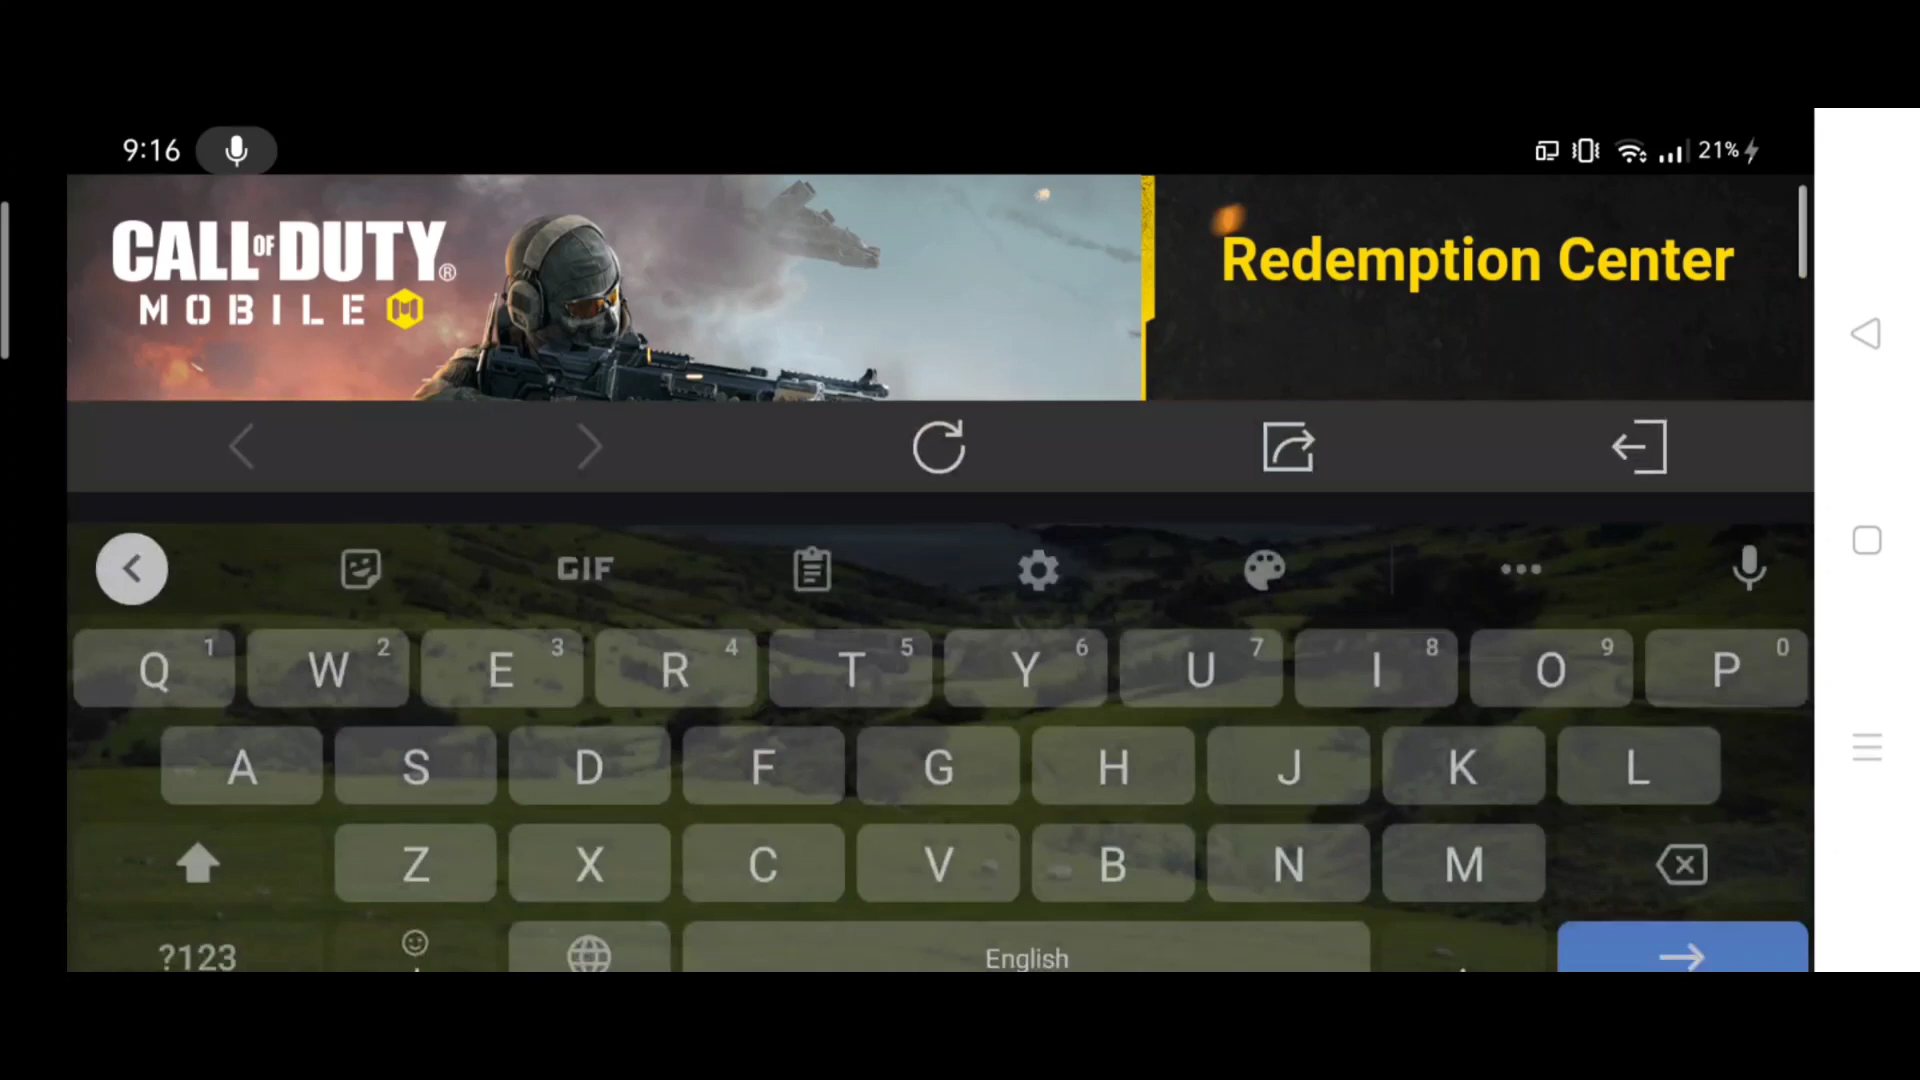 9:16
21%
CALL OF DUTY®
MOBILE
Redemption Center
GIF
Q 1 W 2 E 3 R 4 T 5 Y 6 U 7 I 8 O 9 P 0
A S D F G H J K L
Z X C V B N M
?123 English